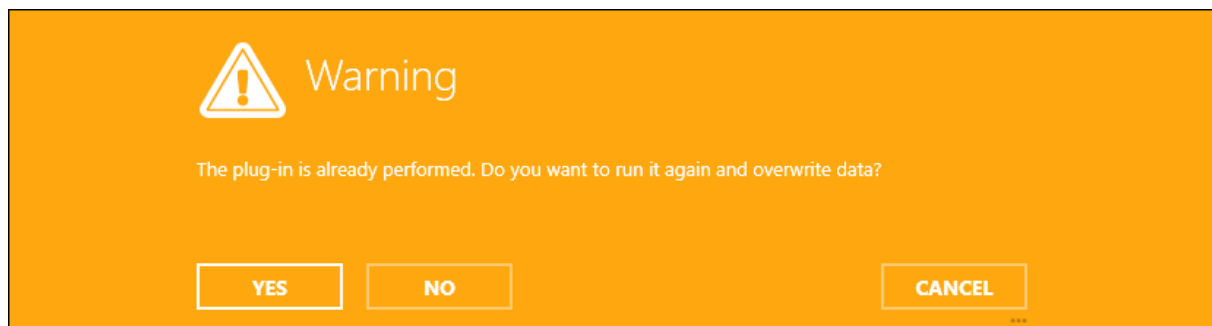 Warning
The plug-in is already performed. Do you want to run it again and overwrite data?
YES NO CANCEL